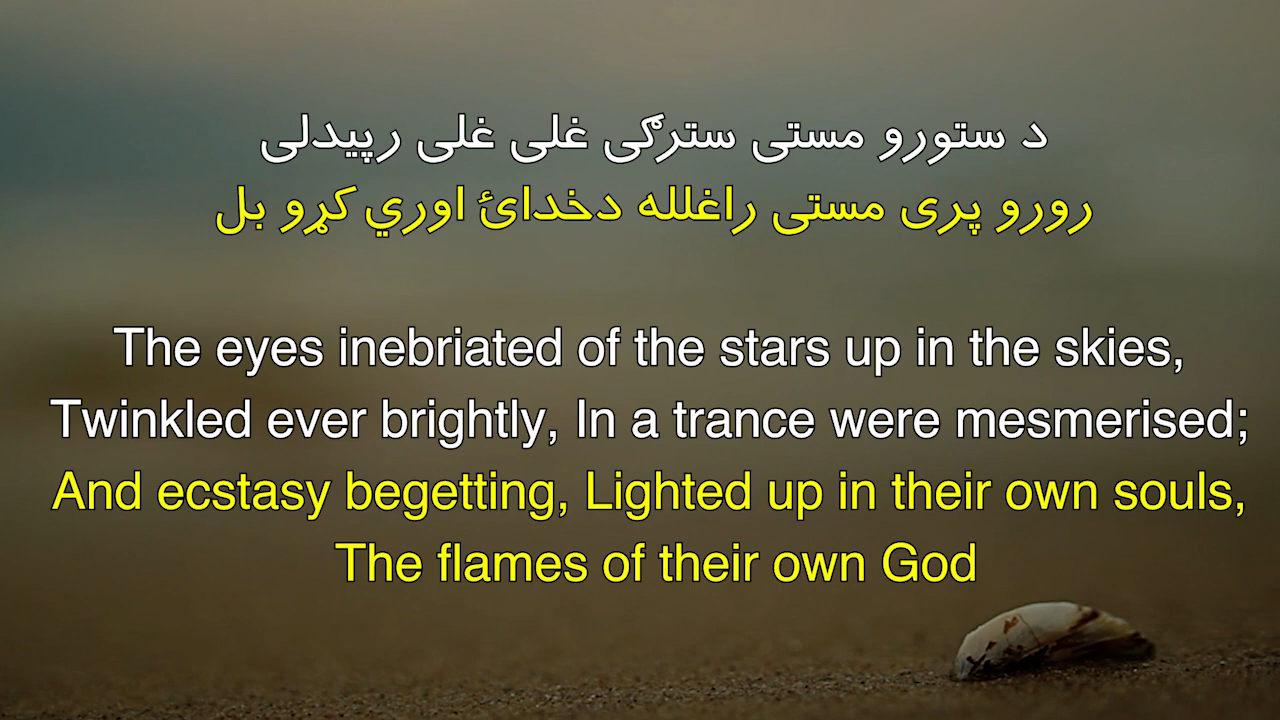 د ستورو مستی سترګی غلی غلی رپیدلی
رورو پری مستی راغلله دخدائ اوري کړو بل
The eyes inebriated of the stars up in the skies,
Twinkled ever brightly, In a trance were mesmerised;
And ecstasy begetting, Lighted up in their own souls,
The flames of their own God